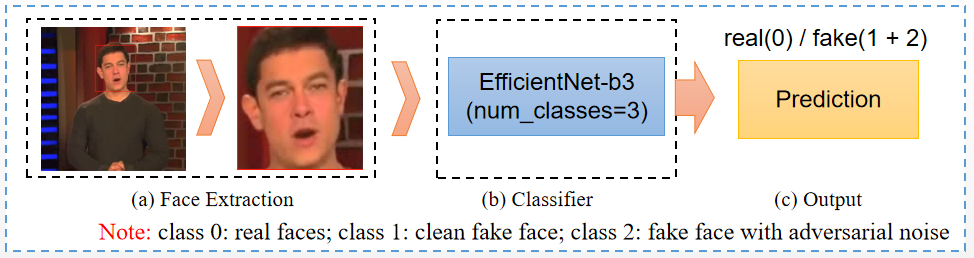 real(0) / fake(1 + 2)
EfficientNet-b3
(num_classes=3)
Prediction
(a) Face Extraction
(b) Classifier
(c) Output
Note: class 0: real faces; class 1: clean fake face; class 2: fake face with adversarial noise